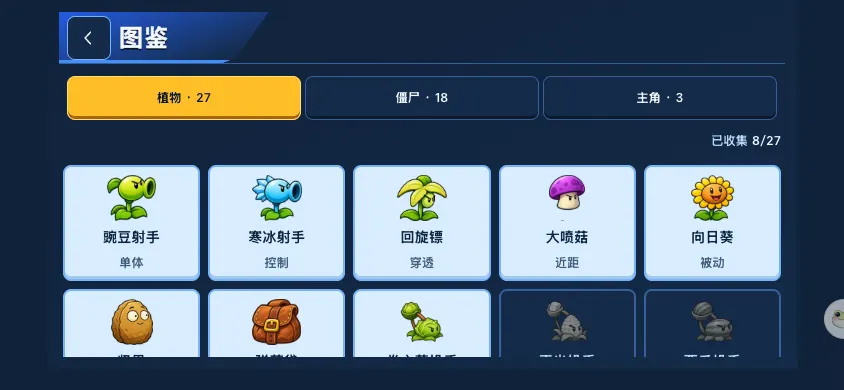 图鉴
植物 · 27
僵尸 · 18
主角 · 3
已收集 8/27
豌豆射手
寒冰射手
回旋镖
大喷菇
向日葵
单体
控制
穿透
近距
被动